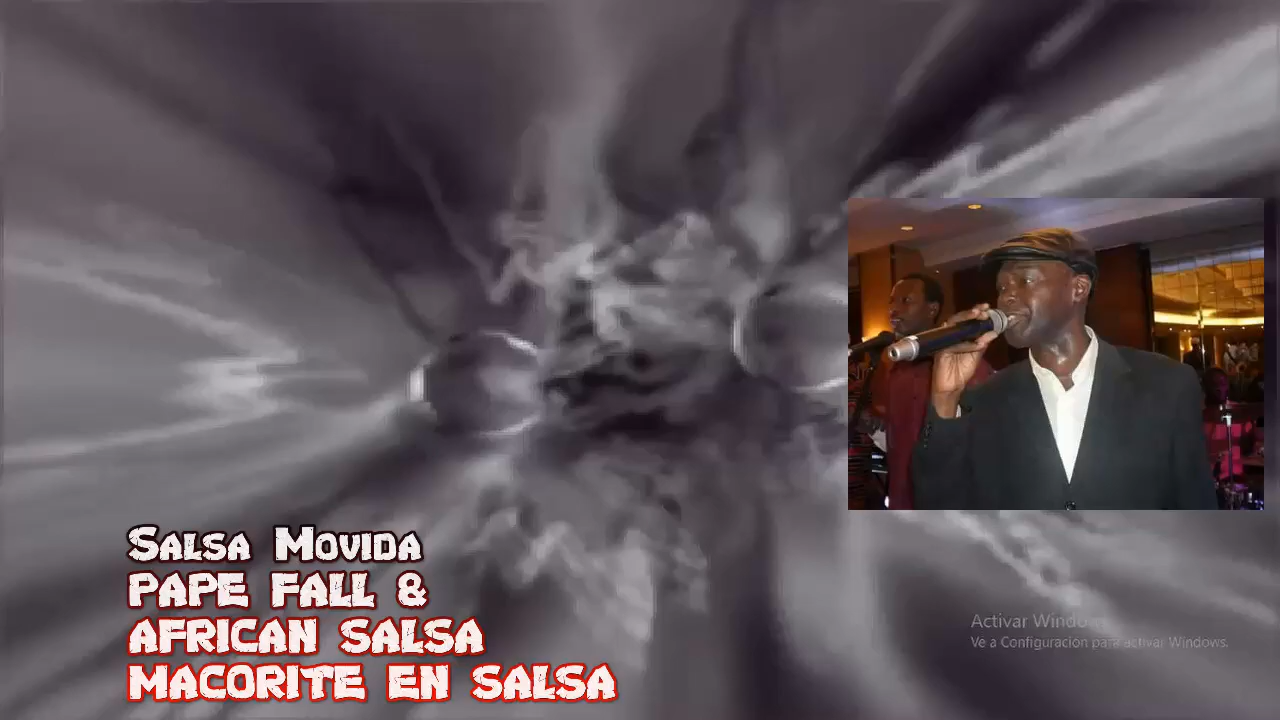 Salsa Movida
PAPE FALL &
AFRICAN SALSA
MACORITE EN SALSA
Activar Windows
Ve a Configuración para activar Windows.